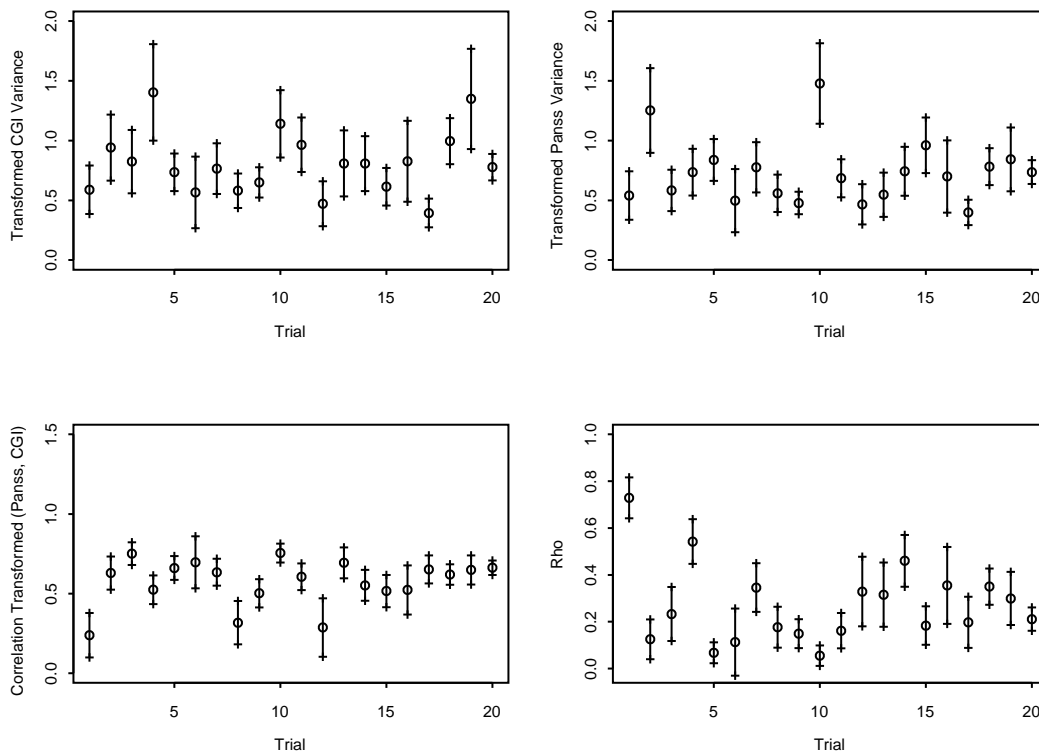 Transformed CGI Variance
2.0
1.5
1.0
0.5
0.0
5 10 15 20
Trial
Transformed Panss Variance
2.0
1.5
1.0
0.5
0.0
5 10 15 20
Trial
Correlation Transformed (Panss, CGI)
1.5
1.0
0.5
0.0
5 10 15 20
Trial
Rho
1.0
0.8
0.6
0.4
0.2
0.0
5 10 15 20
Trial